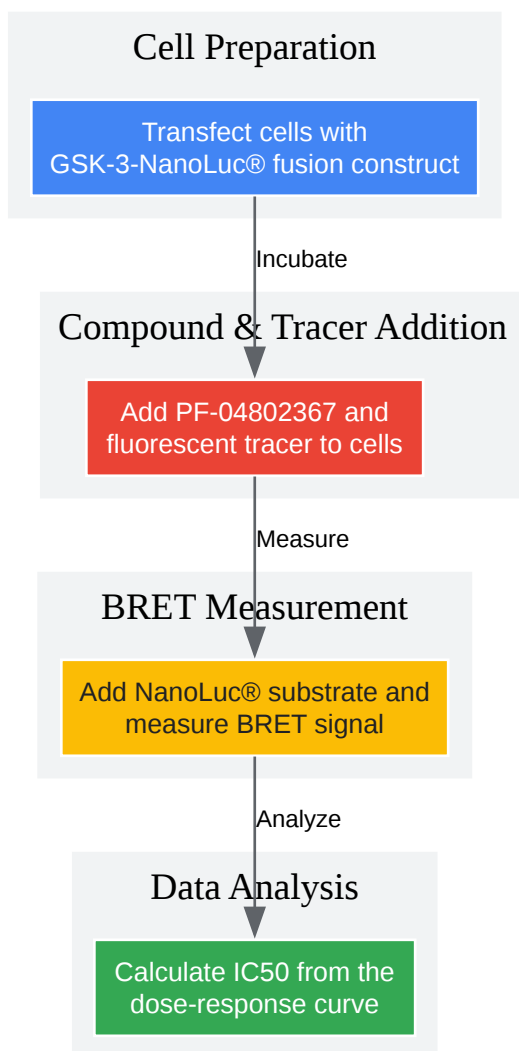 Cell Preparation
Transfect cells with
GSK-3-NanoLuc® fusion construct
Incubate
Compound & Tracer Addition
Add PF-04802367 and
fluorescent tracer to cells
Measure
BRET Measurement
Add NanoLuc® substrate and
measure BRET signal
Analyze
Data Analysis
Calculate IC50 from the
dose-response curve